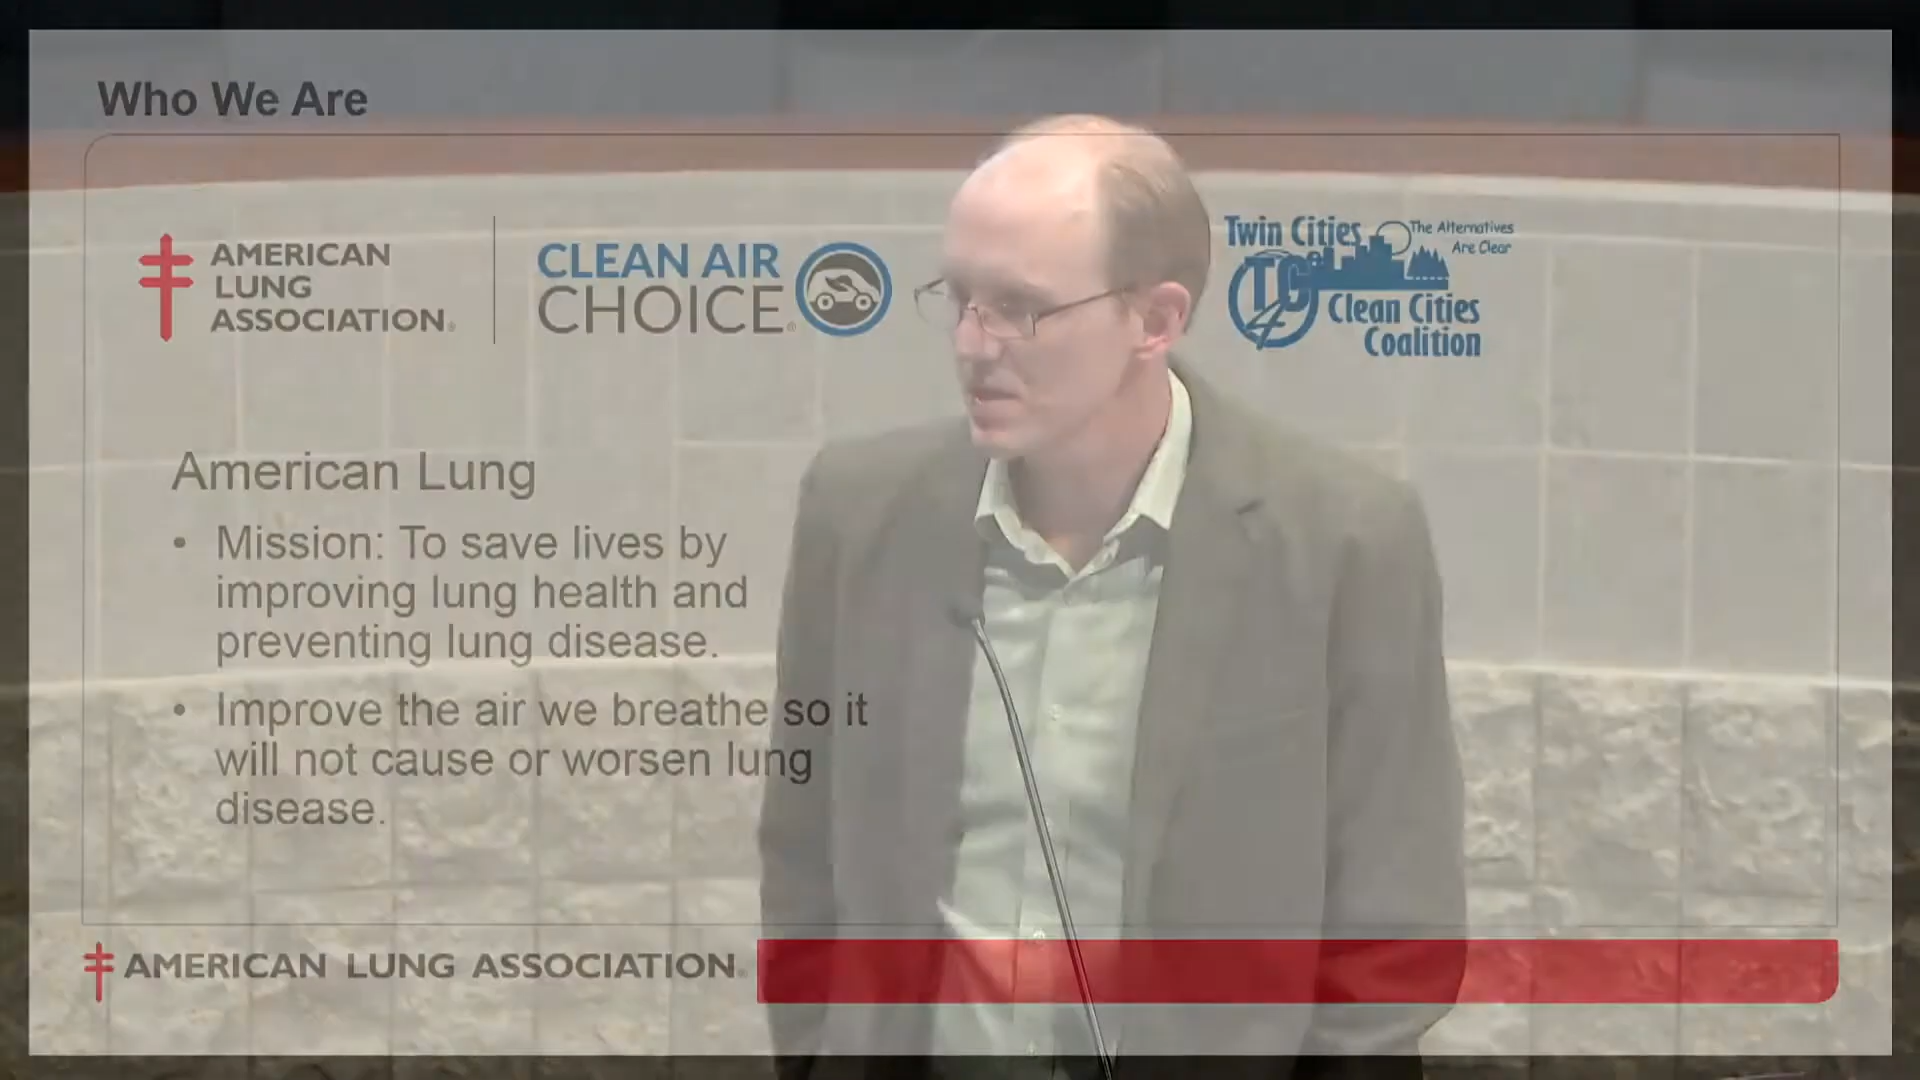 Who We Are
AMERICAN
LUNG
ASSOCIATION®
CLEAN AIR
CHOICE®
Twin Cities
The Alternatives
Are Clear
TC
4
Clean Cities
Coalition
American Lung
• Mission: To save lives by
improving lung health and
preventing lung disease.
• Improve the air we breathe so it
will not cause or worsen lung
disease.
AMERICAN LUNG ASSOCIATION®